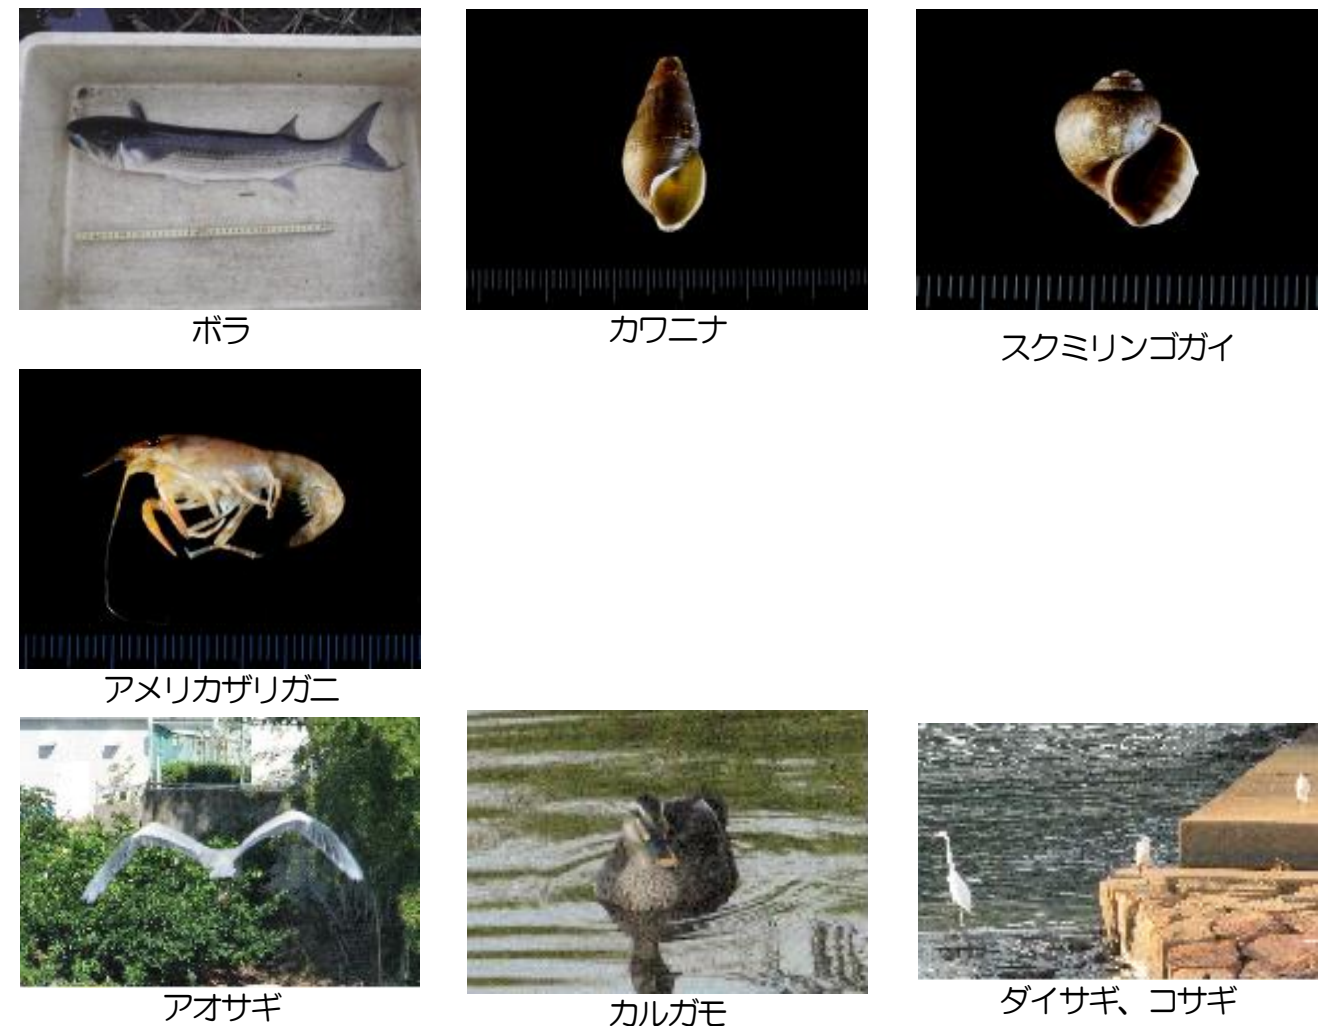 ボラ
カワニナ
スクミリンゴガイ
アメリカザリガニ
アオサギ
カルガモ
ダイサギ、コサギ